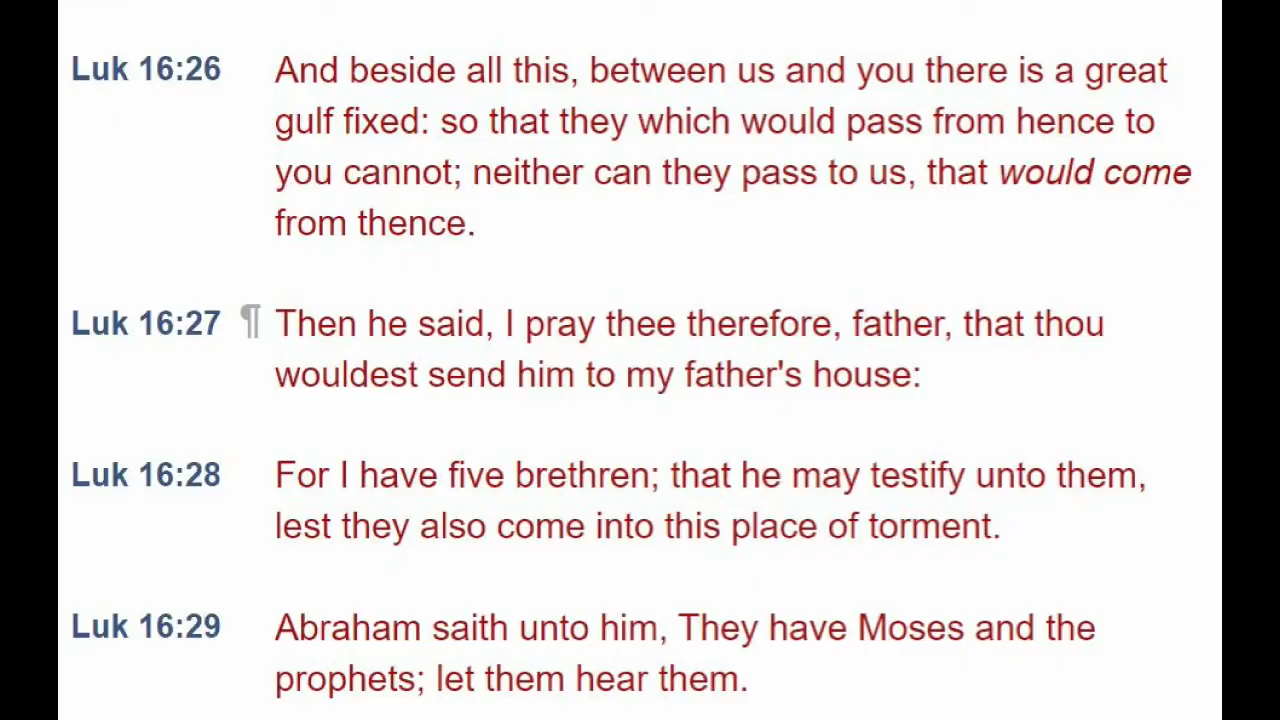 Luk 16:26 And beside all this, between us and you there is a great
gulf fixed: so that they which would pass from hence to
you cannot; neither can they pass to us, that would come
from thence.
Luk 16:27 ¶ Then he said, I pray thee therefore, father, that thou
wouldest send him to my father's house:
Luk 16:28 For I have five brethren; that he may testify unto them,
lest they also come into this place of torment.
Luk 16:29 Abraham saith unto him, They have Moses and the
prophets; let them hear them.